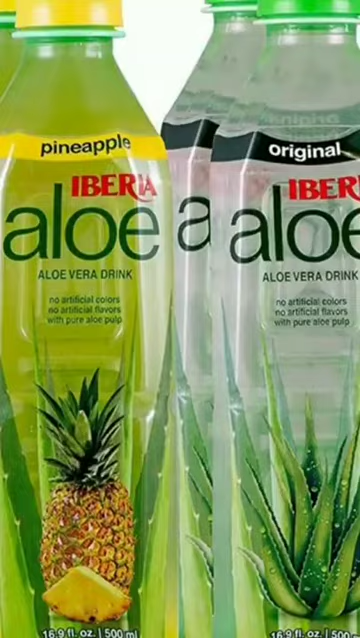 pineapple
IBERIA
aloe
ALOE VERA DRINK
no artificial colors
no artificial flavors
with pure aloe pulp
16.9 fl. oz. | 500 ml
a
original
IBERI
aloe
ALOE VERA DRINK
no artificial colors
no artificial flavors
with pure aloe pulp
16.9 fl. oz. | 500